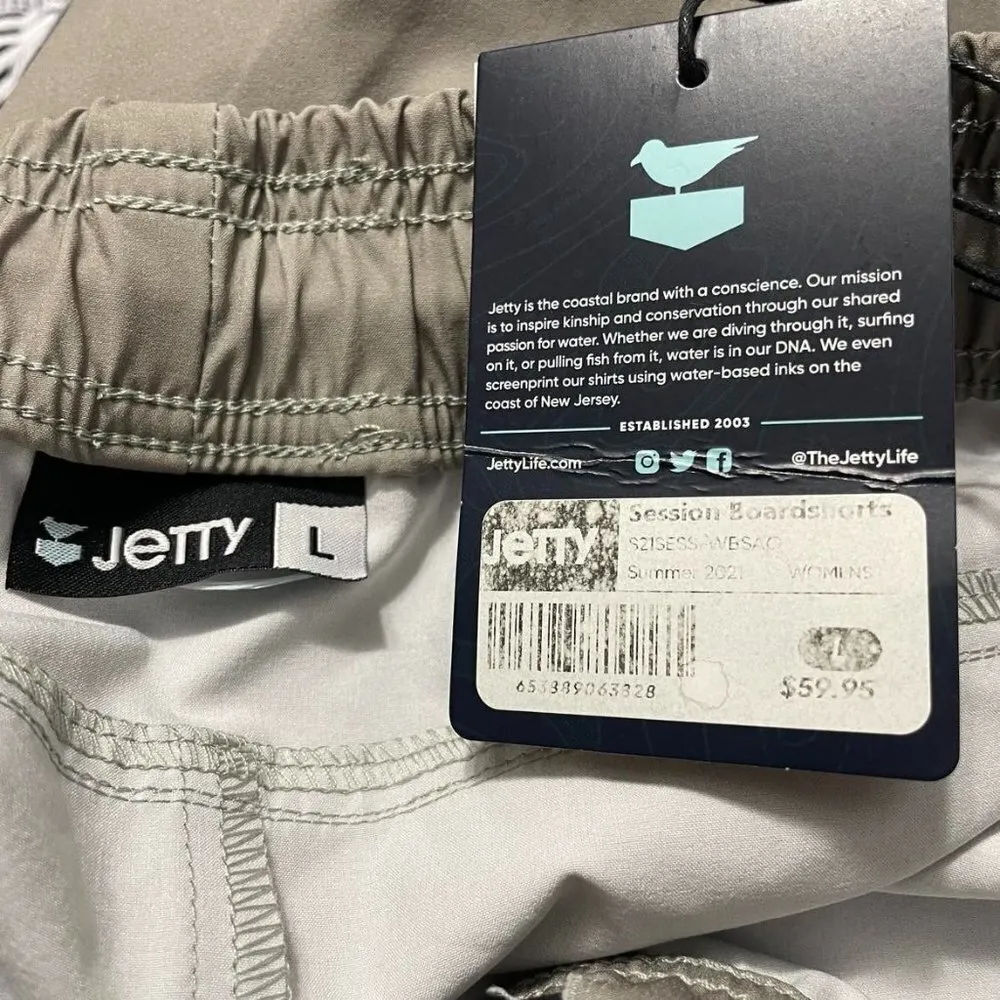 Jetty is the coastal brand with a conscience. Our mission
is to inspire kinship and conservation through our shared
passion for water. Whether we are diving through it, surfing
on it, or pulling fish from it, water is in our DNA. We even
screenprint our shirts using water-based inks on the
coast of New Jersey.
ESTABLISHED 2003
JettyLife.com
@TheJettyLife
JeTTY L
JeTTY
Session Boardshorts
Summer 2021 WOMENS
$59.95